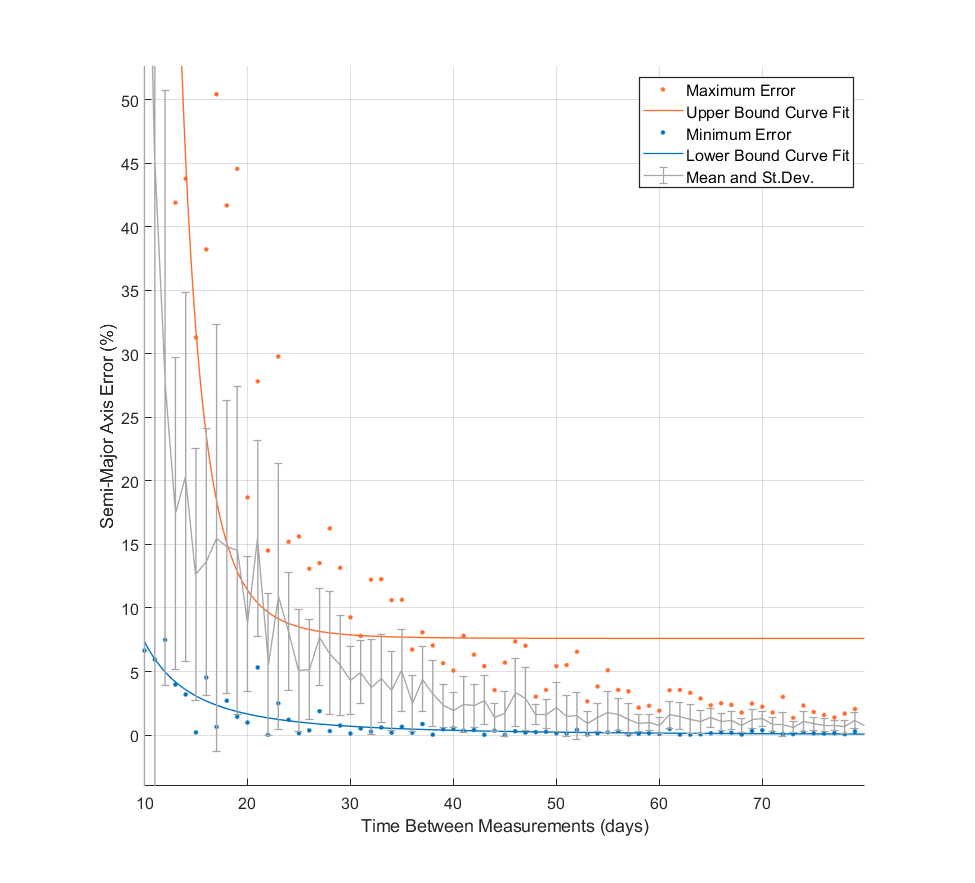 Maximum Error
Upper Bound Curve Fit
Minimum Error
Lower Bound Curve Fit
Mean and St.Dev.
Semi-Major Axis Error (%)
50
45
40
35
30
25
20
15
10
5
0
10 20 30 40 50 60 70
Time Between Measurements (days)